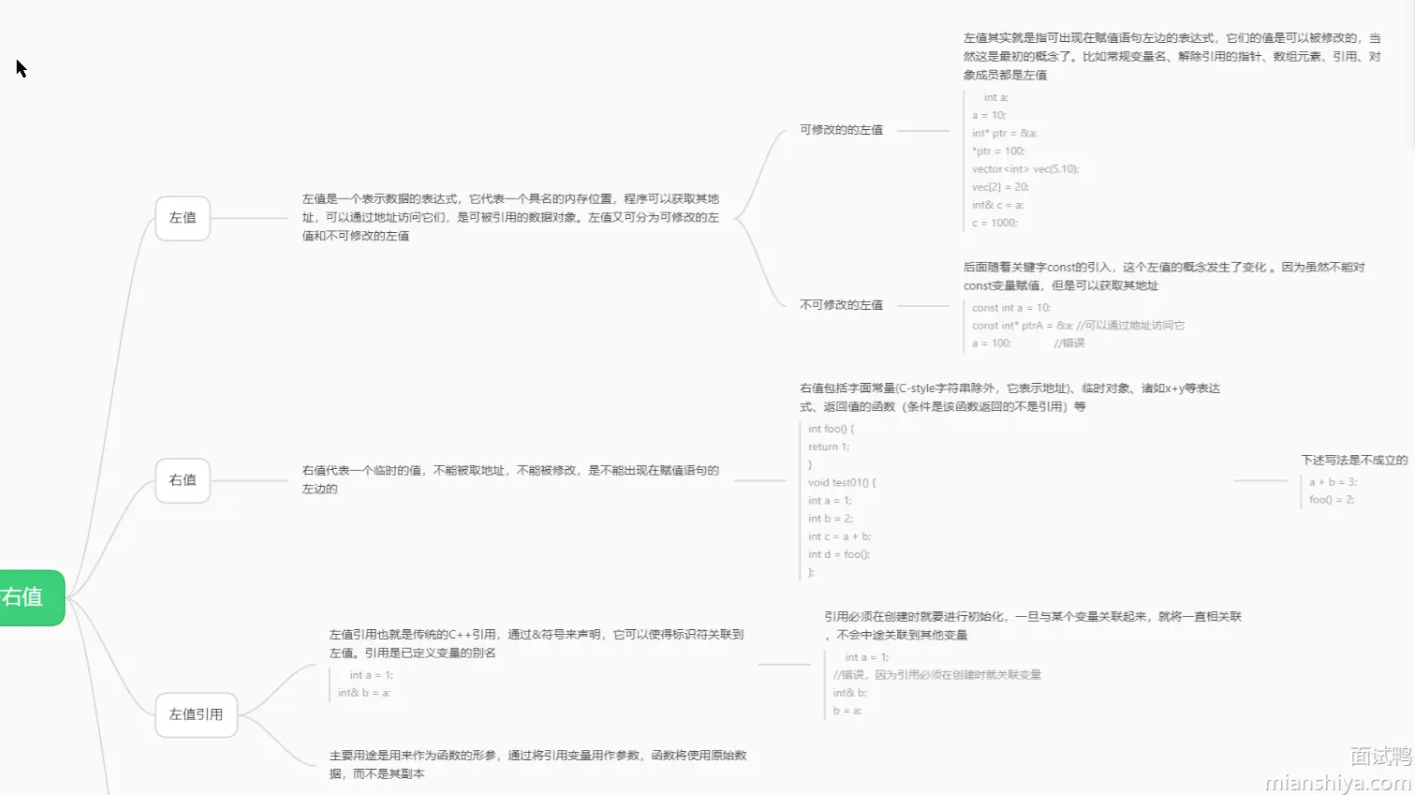 左值其实就是指可出现在赋值语句左边的表达式，它们的值是可以被修改的，当
然这是最初的概念了。比如常规变量名、解除引用的指针、数组元素、引用、对
象成员都是左值
int a;
a = 10;
int* ptr = &a;
*ptr = 100;
vector<int> vec(5,10);
vec[2] = 20;
int& c = a;
c = 1000;
可修改的的左值
左值是一个表示数据的表达式，它代表一个具名的内存位置，程序可以获取其地
址，可以通过地址访问它们，是可被引用的数据对象。左值又可分为可修改的左
值和不可修改的左值
左值
后面随着关键字const的引入，这个左值的概念发生了变化 。因为虽然不能对
const变量赋值，但是可以获取其地址
const int a = 10;
const int* ptrA = &a; //可以通过地址访问它
a = 100; //错误
不可修改的左值
右值包括字面常量(C-style字符串除外，它表示地址)、临时对象、诸如x+y等表达
式、返回值的函数（条件是该函数返回的不是引用）等
int foo() {
return 1;
}
void test01() {
int a = 1;
int b = 2;
int c = a + b;
int d = foo();
};
下述写法是不成立的
a + b = 3;
foo() = 2;
右值代表一个临时的值，不能被取地址，不能被修改，是不能出现在赋值语句的
左边的
右值
右值
左值引用也就是传统的C++引用，通过&符号来声明，它可以使得标识符关联到
左值。引用是已定义变量的别名
int a = 1;
int& b = a;
引用必须在创建时就要进行初始化，一旦与某个变量关联起来，就将一直相关联
，不会中途关联到其他变量
int a = 1;
//错误，因为引用必须在创建时就关联变量
int& b;
b = a;
左值引用
主要用途是用来作为函数的形参，通过将引用变量用作参数，函数将使用原始数
据，而不是其副本
面试鸭
mianshiya.com